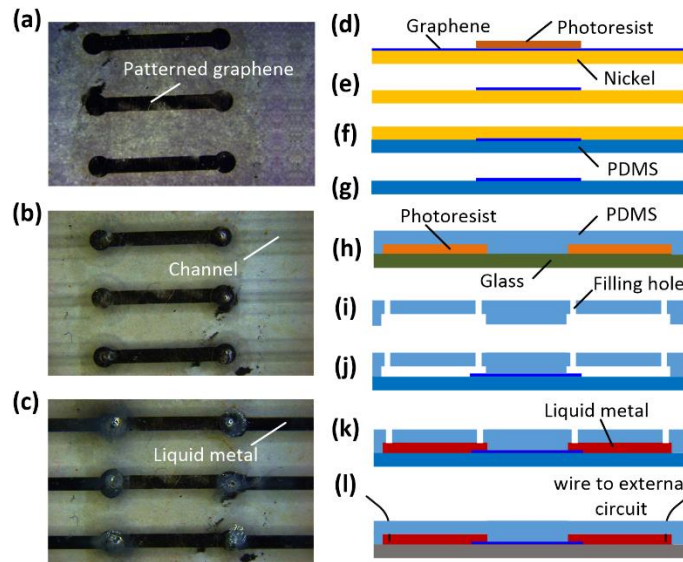 (a)
Patterned graphene
(b)
Channel
(c)
Liquid metal
(d)
Graphene
Photoresist
Nickel
(e)
(f)
PDMS
(g)
Photoresist
PDMS
(h)
Glass
Filling hole
(i)
(j)
Liquid metal
(k)
(l)
wire to externa
circuit